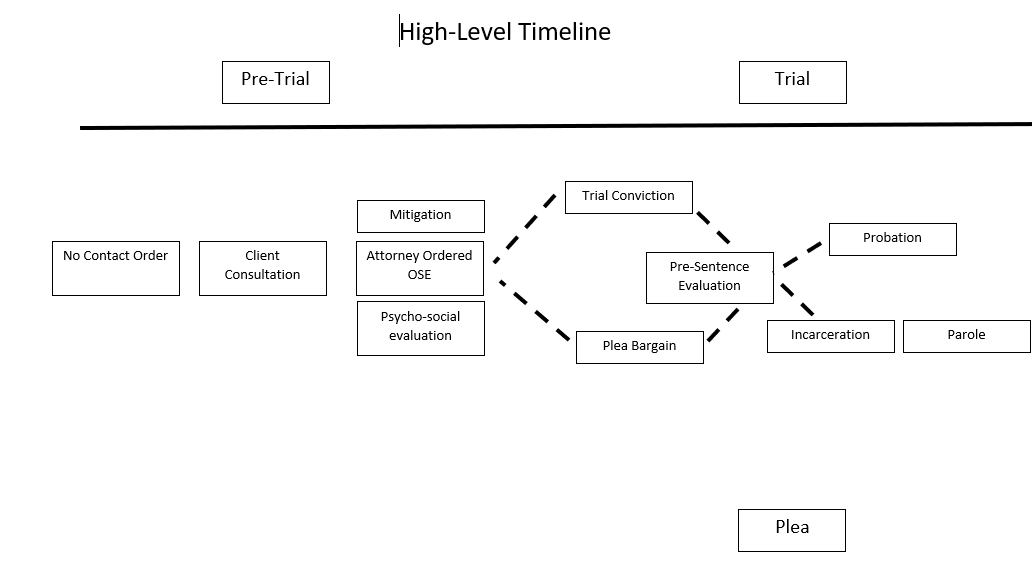 High-Level Timeline
Pre-Trial
Trial
No Contact Order
Client
Consultation
Mitigation
Attorney Ordered
OSE
Psycho-social
evaluation
Trial Conviction
Plea Bargain
Pre-Sentence
Evaluation
Probation
Incarceration
Parole
Plea